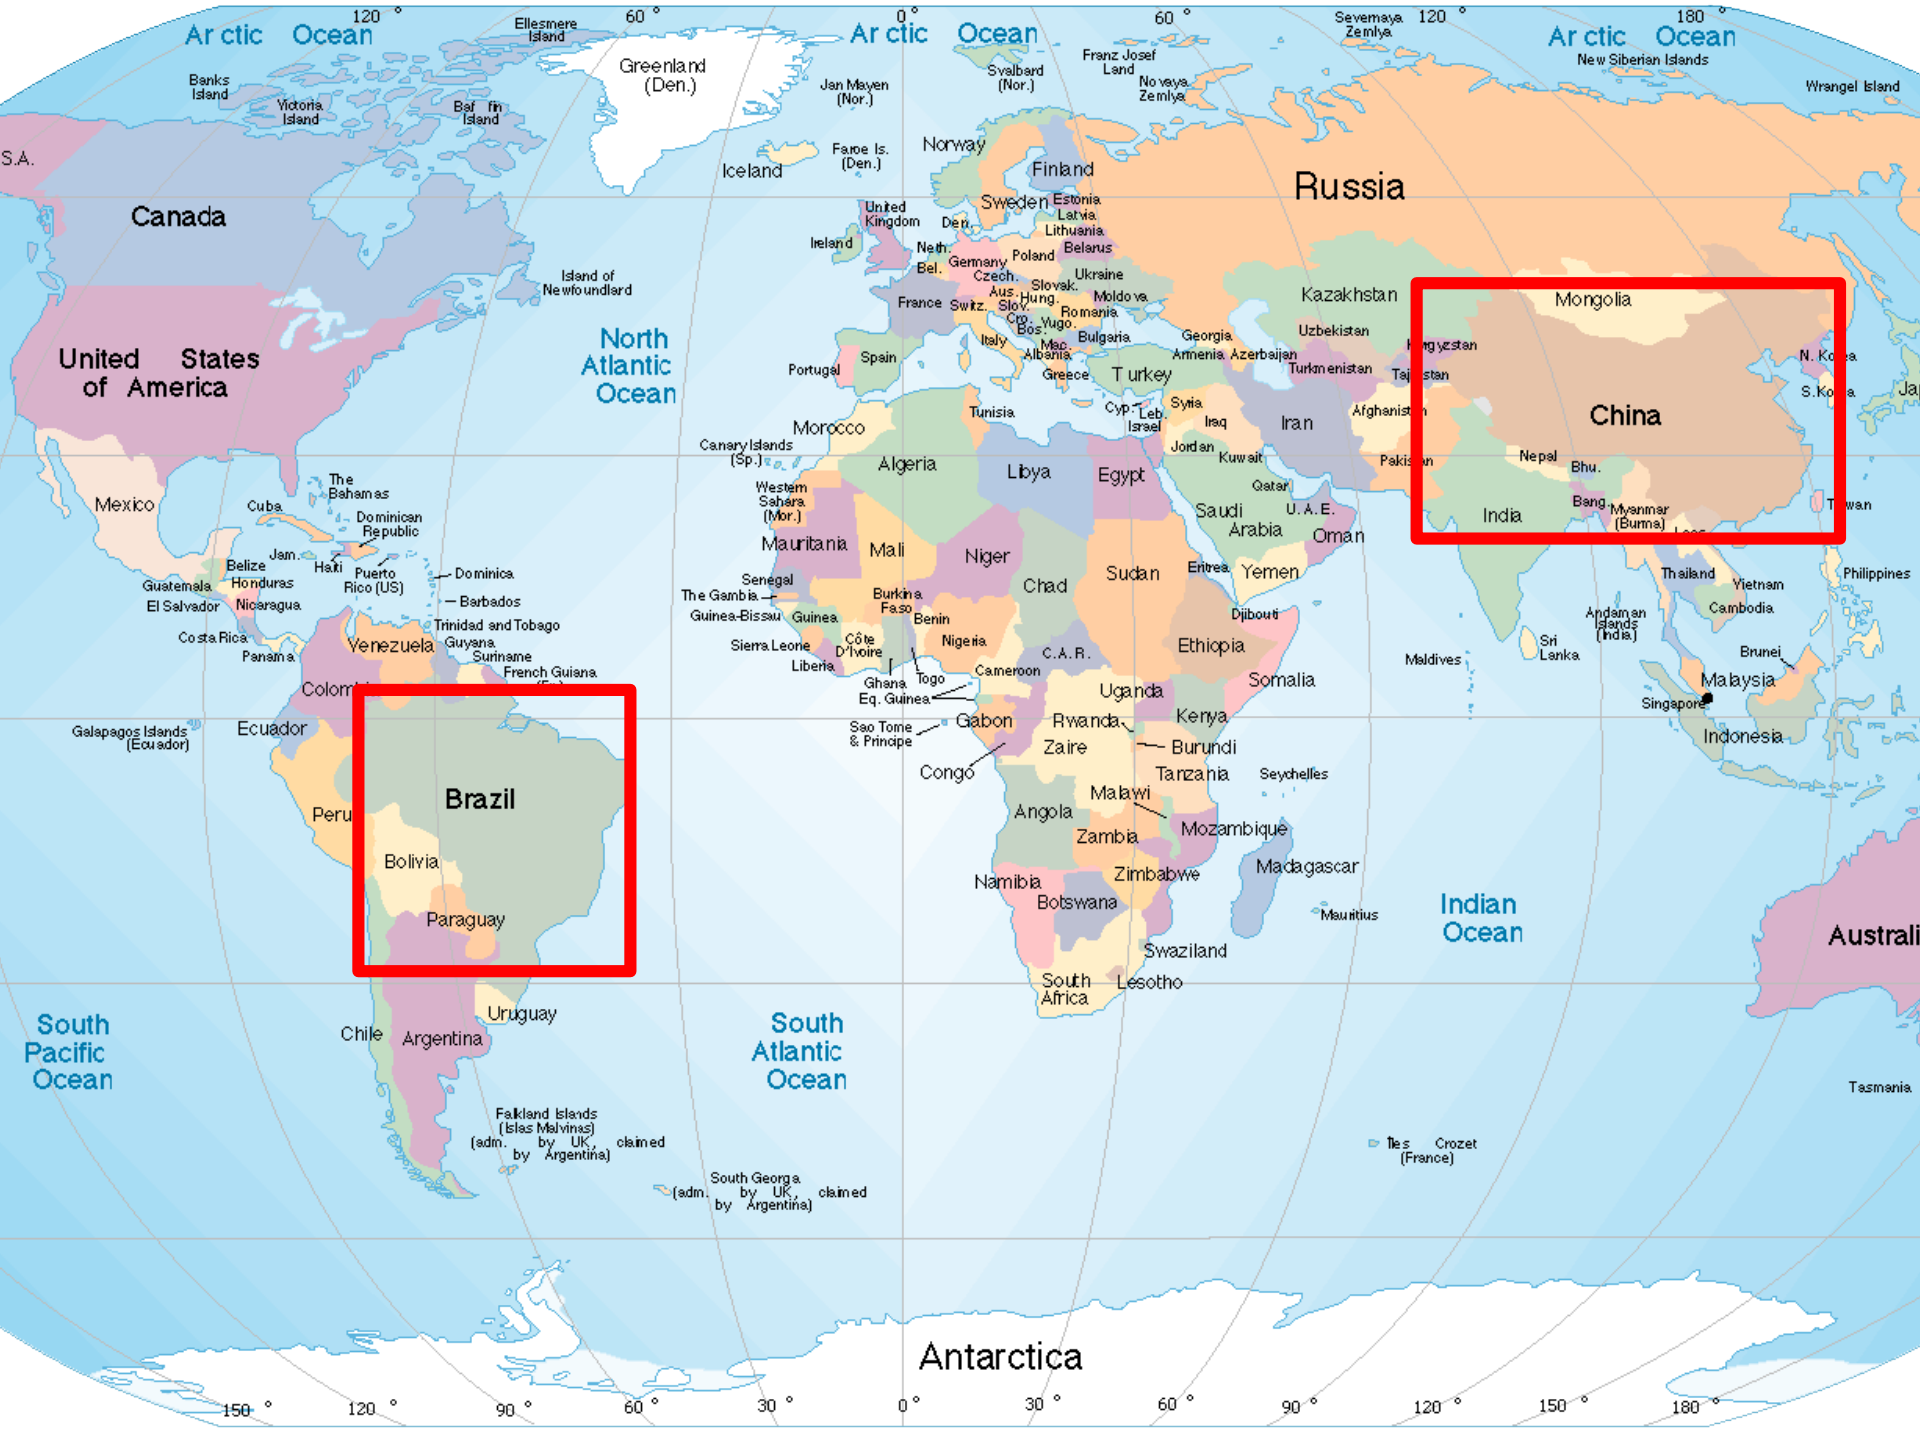 120 °
60 °
0 °
60 °
120 °
180 °
Arctic Ocean
Ellesmere
Island
Arctic Ocean
Severnaya
Zemlya
Arctic Ocean
New Siberian Islands
Wrangel Island
Banks
Island
Victoria
Island
Baffin
Island
Greenland
(Den.)
Jan Mayen
(Nor.)
Svalbard
(Nor.)
Franz Josef
Land
Novaya
Zemlya
S.A.
Canada
Iceland
Faroe Is.
(Den.)
Norway
Finland
Sweden
Estonia
Latvia
Lithuania
Belarus
Russia
United
Kingdom
Ireland
Den.
Neth.
Bel.
Germany
Poland
Czech.
Ukraine
Slovak.
Aus.
Hung.
Moldova
France
Switz.
Slov.
Romania
Cro.
Yugo.
Bos.
Bulgaria
Italy
Mac.
Albania
Greece
Spain
Portugal
Turkey
Georgia
Armenia
Azerbaijan
Kazakhstan
Uzbekistan
Turkmenistan
Island of
Newfoundland
North
Atlantic
Ocean
United States
of America
Mongolia
N. Korea
S. Korea
China
Cyp.
Leb.
Israel
Syria
Iraq
Jordan
Kuwait
Iran
Afghanistan
Pakistan
Nepal
Bhu.
Bang.
Myanmar
(Burma)
India
Taiwan
Tunisia
Morocco
Canary Islands
(Sp.)
Algeria
Libya
Egypt
Western
Sahara
(Mor.)
Saudi
Arabia
Qatar
U.A.E.
Oman
Yemen
Mexico
Cuba
The
Bahamas
Dominican
Republic
Jam.
Haiti
Puerto
Rico (US)
Belize
Guatemala
Honduras
El Salvador
Nicaragua
Costa Rica
Panama
Dominica
Barbados
Trinidad and Tobago
Guyana
Suriname
French Guiana
Venezuela
Mauritania
Mali
Niger
Chad
Sudan
Eritrea
Djibouti
Senegal
The Gambia
Guinea-Bissau
Guinea
Sierra Leone
Liberia
Burkina
Faso
Benin
Côte
D'Ivoire
Ghana
Togo
Nigeria
Cameroon
C.A.R.
Ethiopia
Somalia
Eq. Guinea
Sao Tome
& Principe
Gabon
Congo
Uganda
Rwanda
Kenya
Zaire
Burundi
Tanzania
Seychelles
Malawi
Angola
Zambia
Mozambique
Zimbabwe
Madagascar
Namibia
Botswana
Mauritius
Swaziland
South
Africa
Lesotho
Thailand
Vietnam
Cambodia
Philippines
Andaman
Islands
(India)
Sri
Lanka
Maldives
Brunei
Malaysia
Singapore
Indonesia
Galapagos Islands
(Ecuador)
Ecuador
Peru
Brazil
Bolivia
Paraguay
Uruguay
Chile
Argentina
South
Pacific
Ocean
South
Atlantic
Ocean
Indian
Ocean
Australi
Tasmania
Falkland Islands
(Islas Malvinas)
(adm. by UK, claimed
by Argentina)
South Georga
(adm. by UK, claimed
by Argentina)
Îles Crozet
(France)
Antarctica
150 °
120 °
90 °
60 °
30 °
0 °
30 °
60 °
90 °
120 °
150 °
180 °